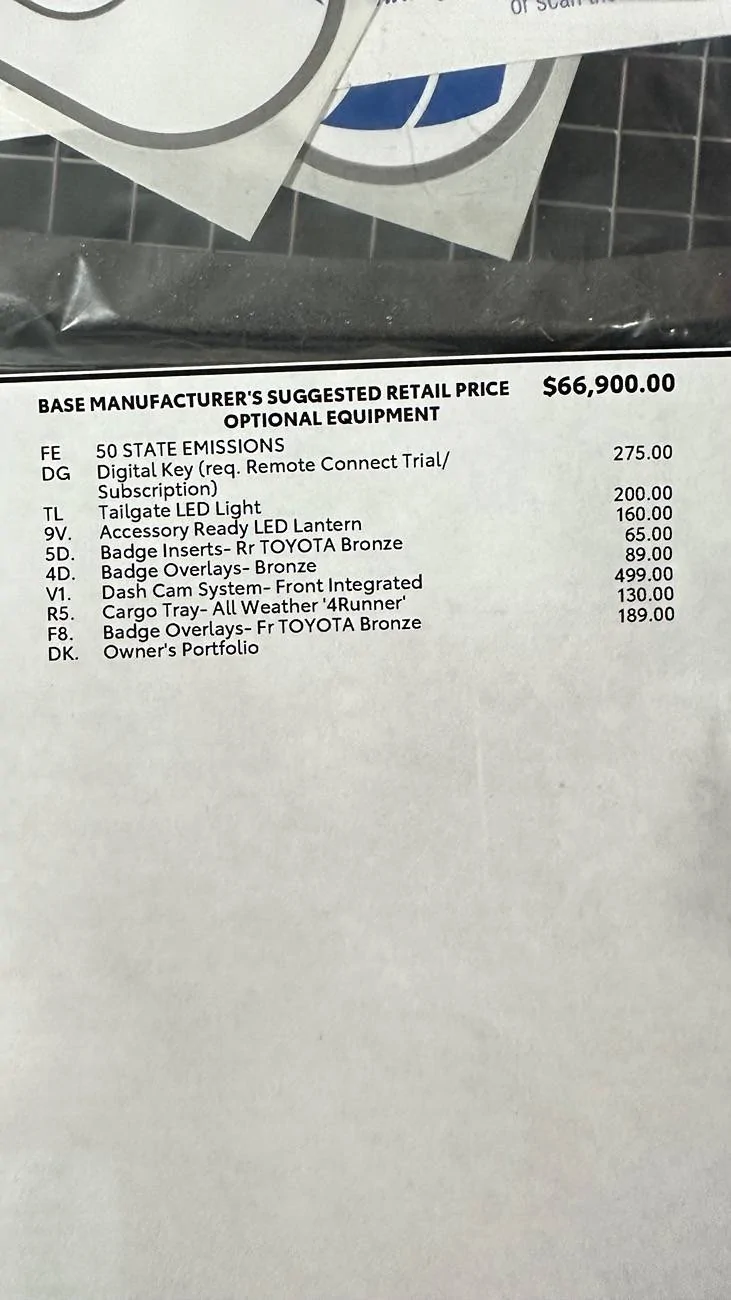 or scan
BASE MANUFACTURER'S SUGGESTED RETAIL PRICE $66,900.00
OPTIONAL EQUIPMENT
FE 50 STATE EMISSIONS
DG Digital Key (req. Remote Connect Trial/ 275.00
Subscription)
TL Tailgate LED Light 200.00
9V. Accessory Ready LED Lantern 160.00
5D. Badge Inserts- Rr TOYOTA Bronze 65.00
4D. Badge Overlays- Bronze 89.00
V1. Dash Cam System- Front Integrated 499.00
R5. Cargo Tray- All Weather '4Runner' 130.00
F8. Badge Overlays- Fr TOYOTA Bronze 189.00
DK. Owner's Portfolio